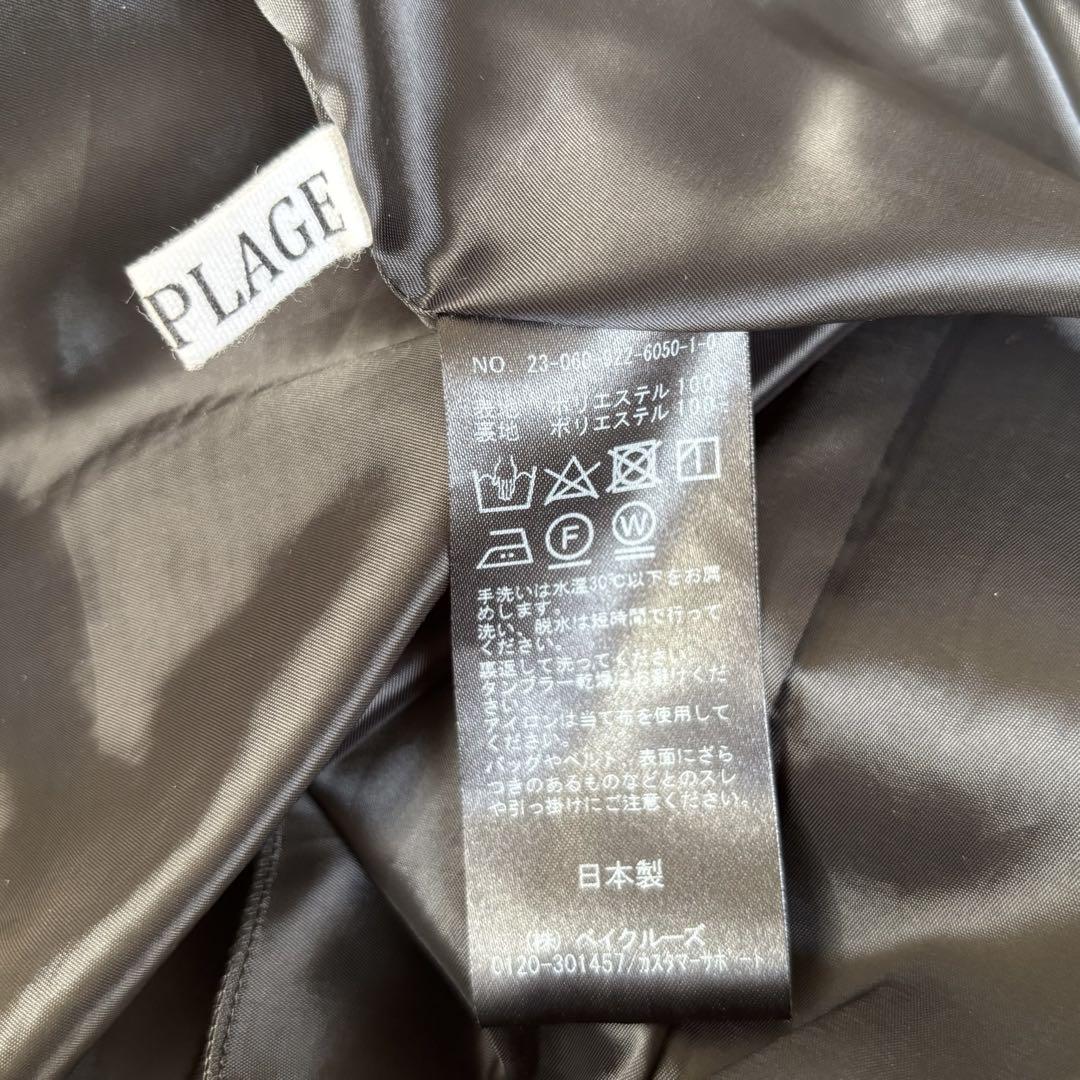 PLAGE
NO 23-060-922-6050-1-0
表地 ポリエステル 100%
裏地 ポリエステル 100%
F W
手洗いは水温30℃以下をお薦
めします。
洗い、脱水は短時間で行って
ください。
裏返して洗ってください。
タンブラー乾燥はお避けくだ
さい。
アイロンは当て布を使用して
ください。
バッグやベルト、表面にざら
つきのあるものなどとのスレ
や引っ掛けにご注意ください。
日本製
(株) ベイクルーズ
0120-301457/カスタマーサポート